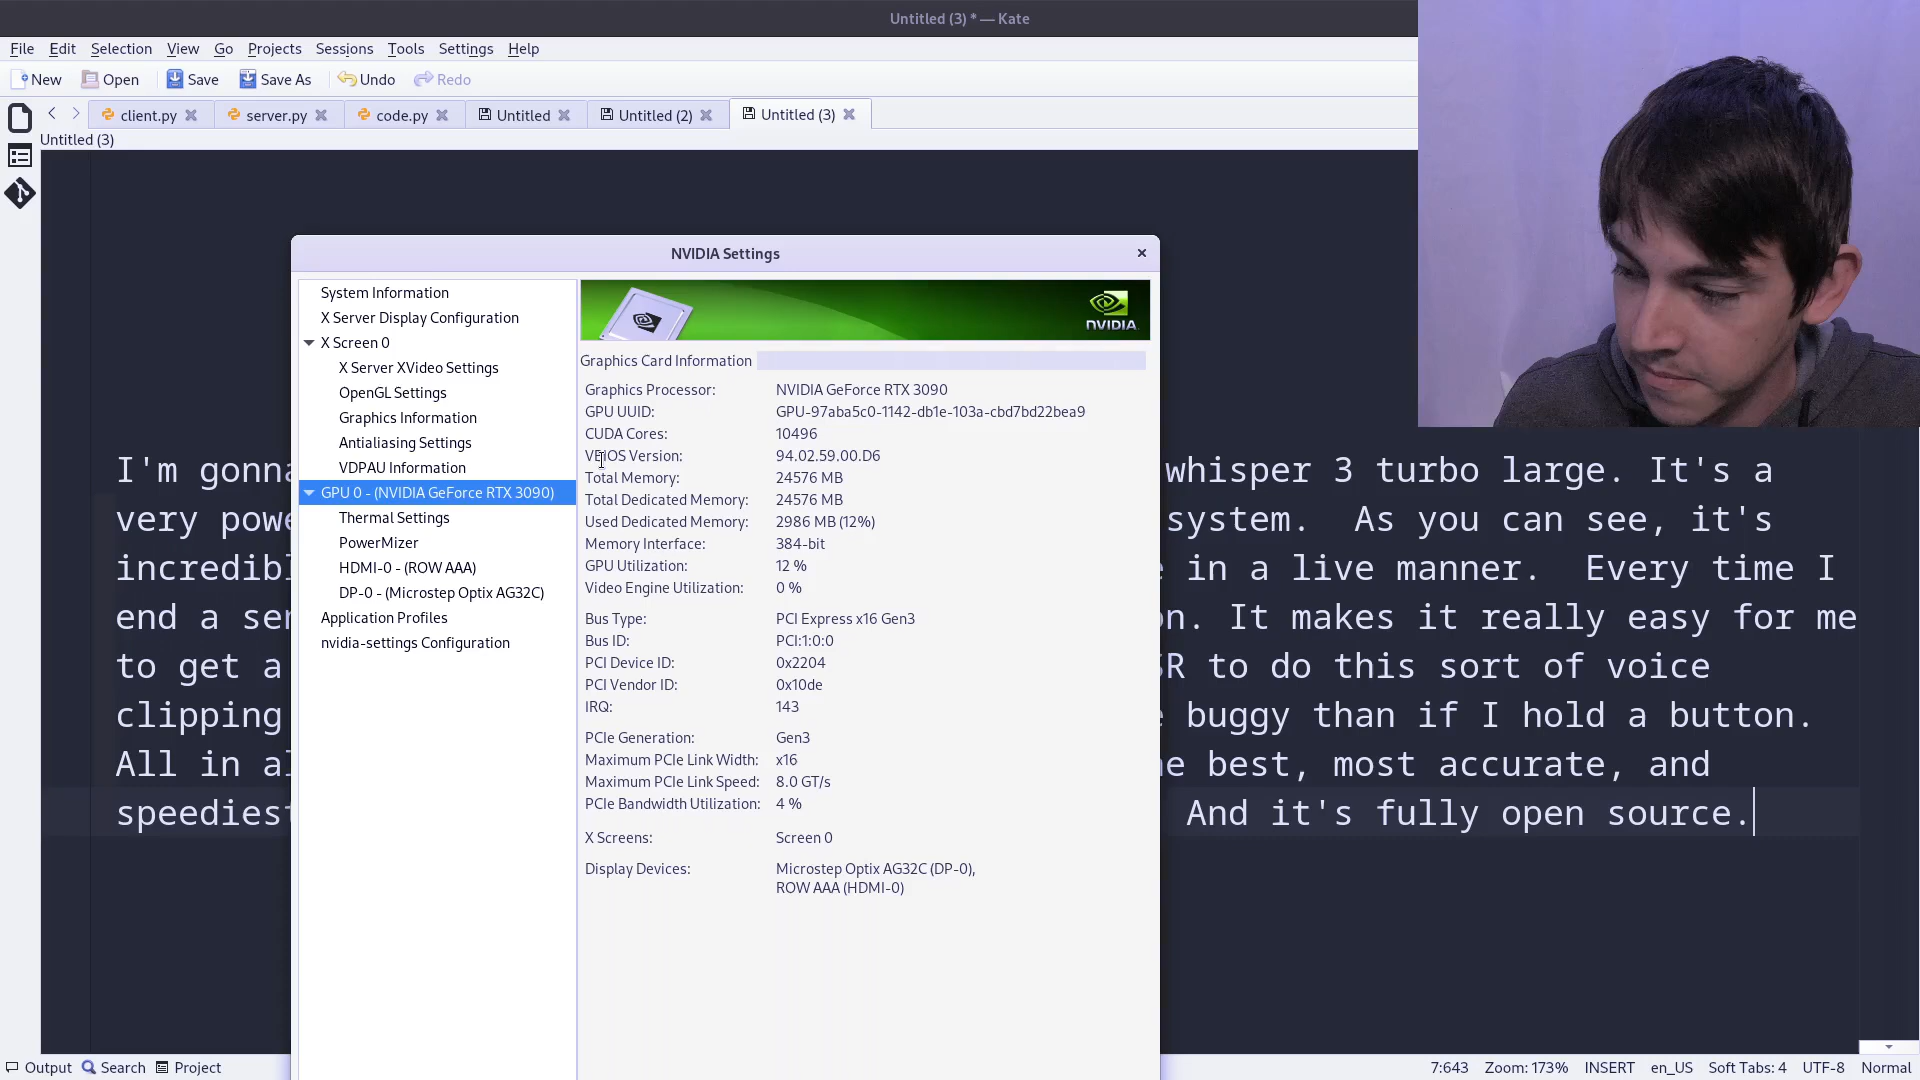 Untitled (3) * — Kate
File Edit Selection View Go Projects Sessions Tools Settings Help
New Open Save Save As Undo Redo
client.py server.py code.py Untitled Untitled (2) Untitled (3)
Untitled (3)
NVIDIA Settings
System Information
X Server Display Configuration
X Screen 0
X Server XVideo Settings
OpenGL Settings
Graphics Information
Antialiasing Settings
VDPAU Information
GPU 0 - (NVIDIA GeForce RTX 3090)
Thermal Settings
PowerMizer
HDMI-0 - (ROW AAA)
DP-0 - (Microstep Optix AG32C)
Application Profiles
nvidia-settings Configuration
NVIDIA.
Graphics Card Information
Graphics Processor: NVIDIA GeForce RTX 3090
GPU UUID: GPU-97aba5c0-1142-db1e-103a-cbd7bd22bea9
CUDA Cores: 10496
VBIOS Version: 94.02.59.00.D6
Total Memory: 24576 MB
Total Dedicated Memory: 24576 MB
Used Dedicated Memory: 2986 MB (12%)
Memory Interface: 384-bit
GPU Utilization: 12 %
Video Engine Utilization: 0 %
Bus Type: PCI Express x16 Gen3
Bus ID: PCI:1:0:0
PCI Device ID: 0x2204
PCI Vendor ID: 0x10de
IRQ: 143
PCIe Generation: Gen3
Maximum PCIe Link Width: x16
Maximum PCIe Link Speed: 8.0 GT/s
PCIe Bandwidth Utilization: 4 %
X Screens: Screen 0
Display Devices: Microstep Optix AG32C (DP-0),
ROW AAA (HDMI-0)
I'm gonna whisper 3 turbo large. It's a
very system. As you can see, it's
in a live manner. Every time I
end a It makes it really easy for me
to get a to do this sort of voice
clipping buggy than if I hold a button.
All in best, most accurate, and
speediest And it's fully open source.
Output Search Project 7:643 Zoom: 173% INSERT en_US Soft Tabs: 4 UTF-8 Normal